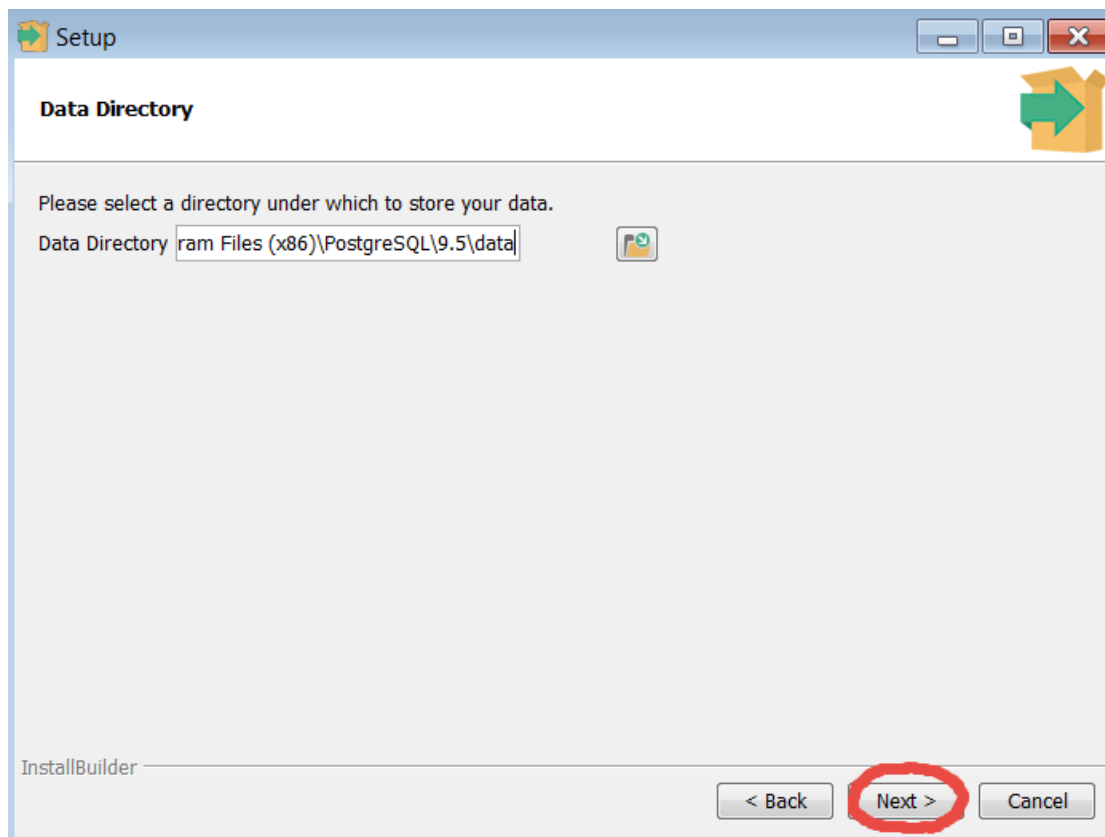 Setup
Data Directory
Please select a directory under which to store your data.
Data Directory ram Files (x86)\PostgreSQL\9.5\data
InstallBuilder
< Back Next > Cancel